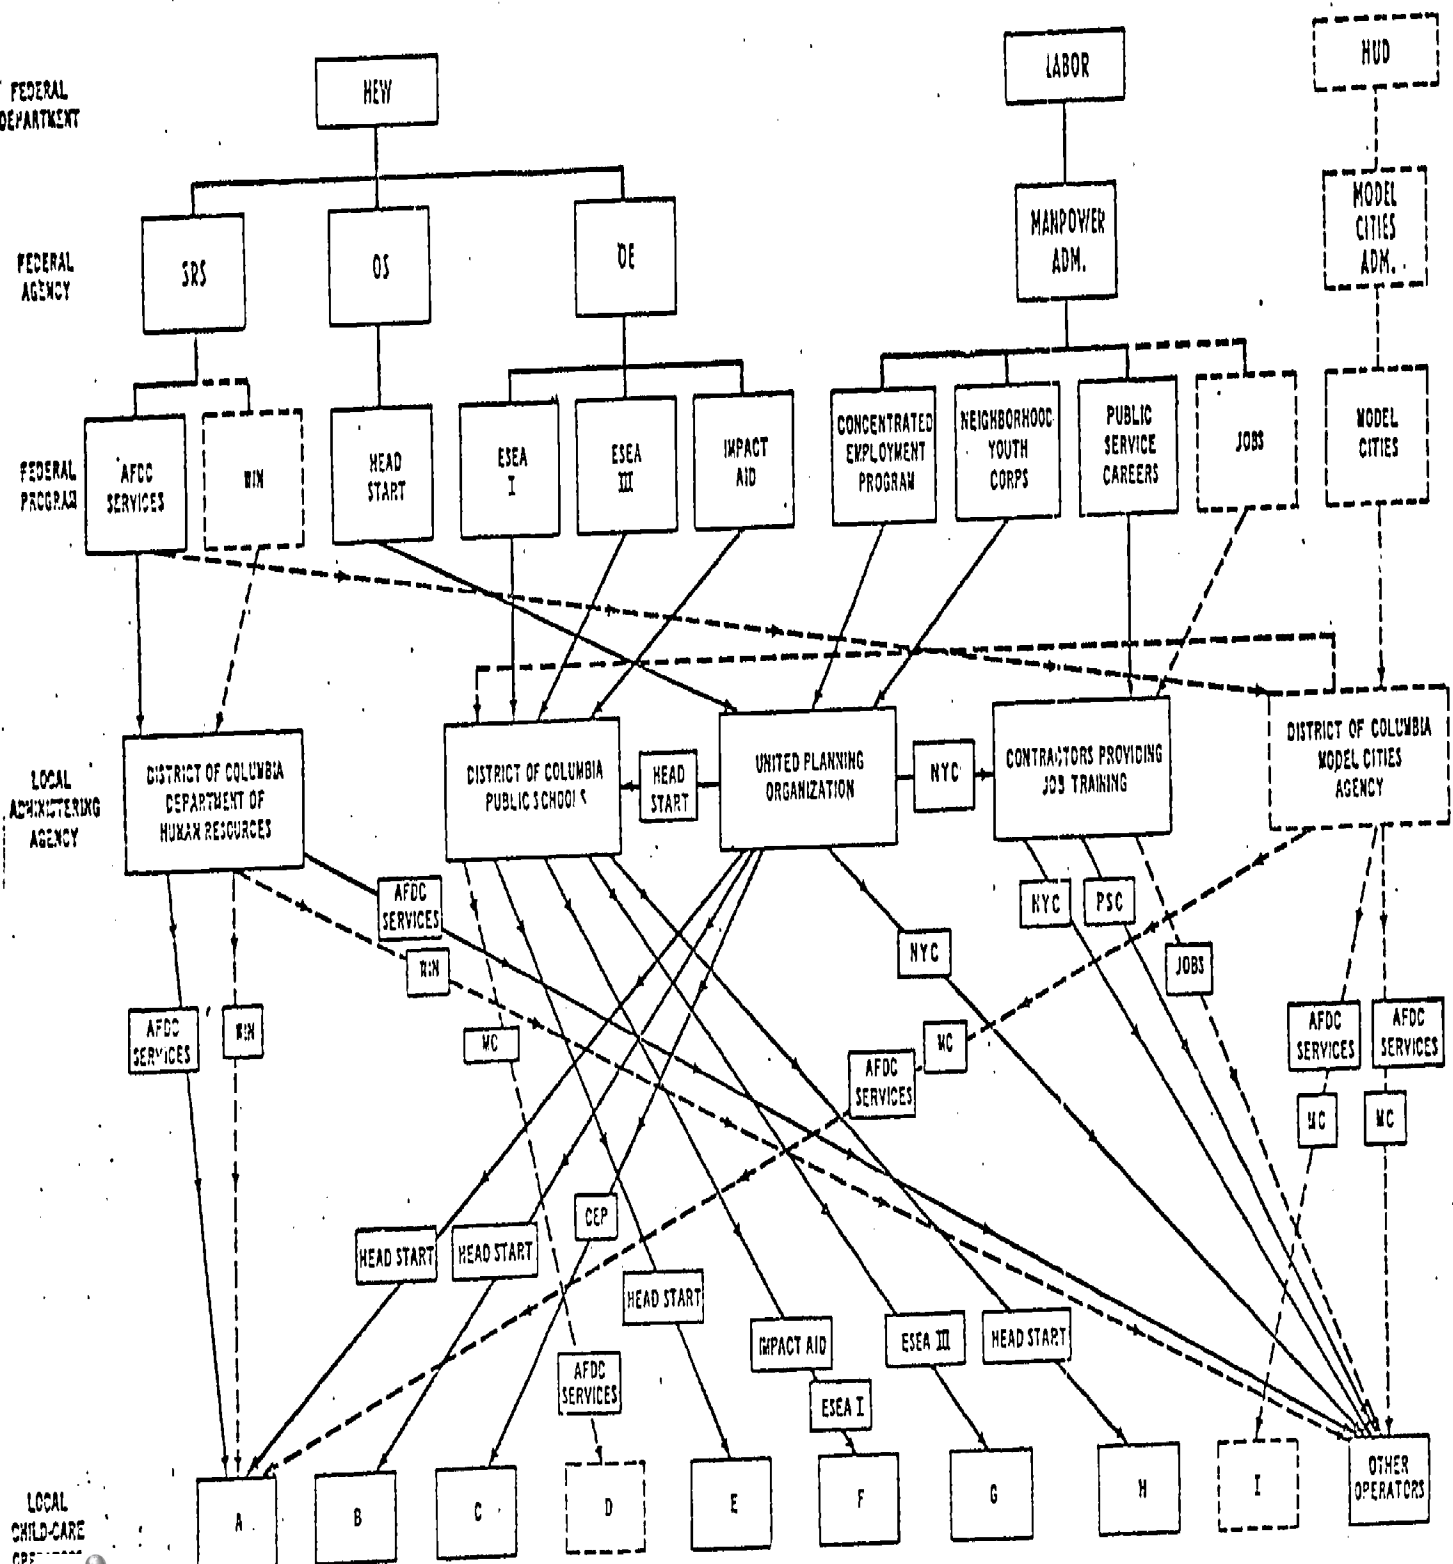 FEDERAL
DEPARTMENT
HEW
LABOR
HUD
FEDERAL
AGENCY
SRS
OS
OE
MANPOWER
ADM.
MODEL
CITIES
ADM.
FEDERAL
PROGRAM
AFDC
SERVICES
WIN
HEAD
START
ESEA
I
ESEA
III
IMPACT
AID
CONCENTRATED
EMPLOYMENT
PROGRAM
NEIGHBORHOOD
YOUTH
CORPS
PUBLIC
SERVICE
CAREERS
JOBS
MODEL
CITIES
LOCAL
ADMINISTERING
AGENCY
DISTRICT OF COLUMBIA
DEPARTMENT OF
HUMAN RESOURCES
DISTRICT OF COLUMBIA
PUBLIC SCHOOLS
HEAD
START
UNITED PLANNING
ORGANIZATION
NYC
CONTRACTORS PROVIDING
JOB TRAINING
DISTRICT OF COLUMBIA
MODEL CITIES
AGENCY
AFDC
SERVICES
WIN
NYC
NYC
PSC
JOBS
AFDC
SERVICES
WIN
MC
AFDC
SERVICES
MC
AFDC
SERVICES
AFDC
SERVICES
MC
MC
HEAD START
HEAD START
CEP
HEAD START
IMPACT AID
ESEA III
HEAD START
AFDC
SERVICES
ESEA I
LOCAL
CHILD-CARE
A
B
C
D
E
F
G
H
I
OTHER
OPERATORS